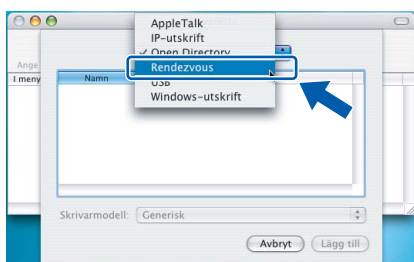 AppleTalk
IP-utskrift
✓ Open Directory
Rendezvous
USB
Windows-utskrift
Ange
I meny
Namn
Skrivarmodell: Generisk
Avbryt Lägg till